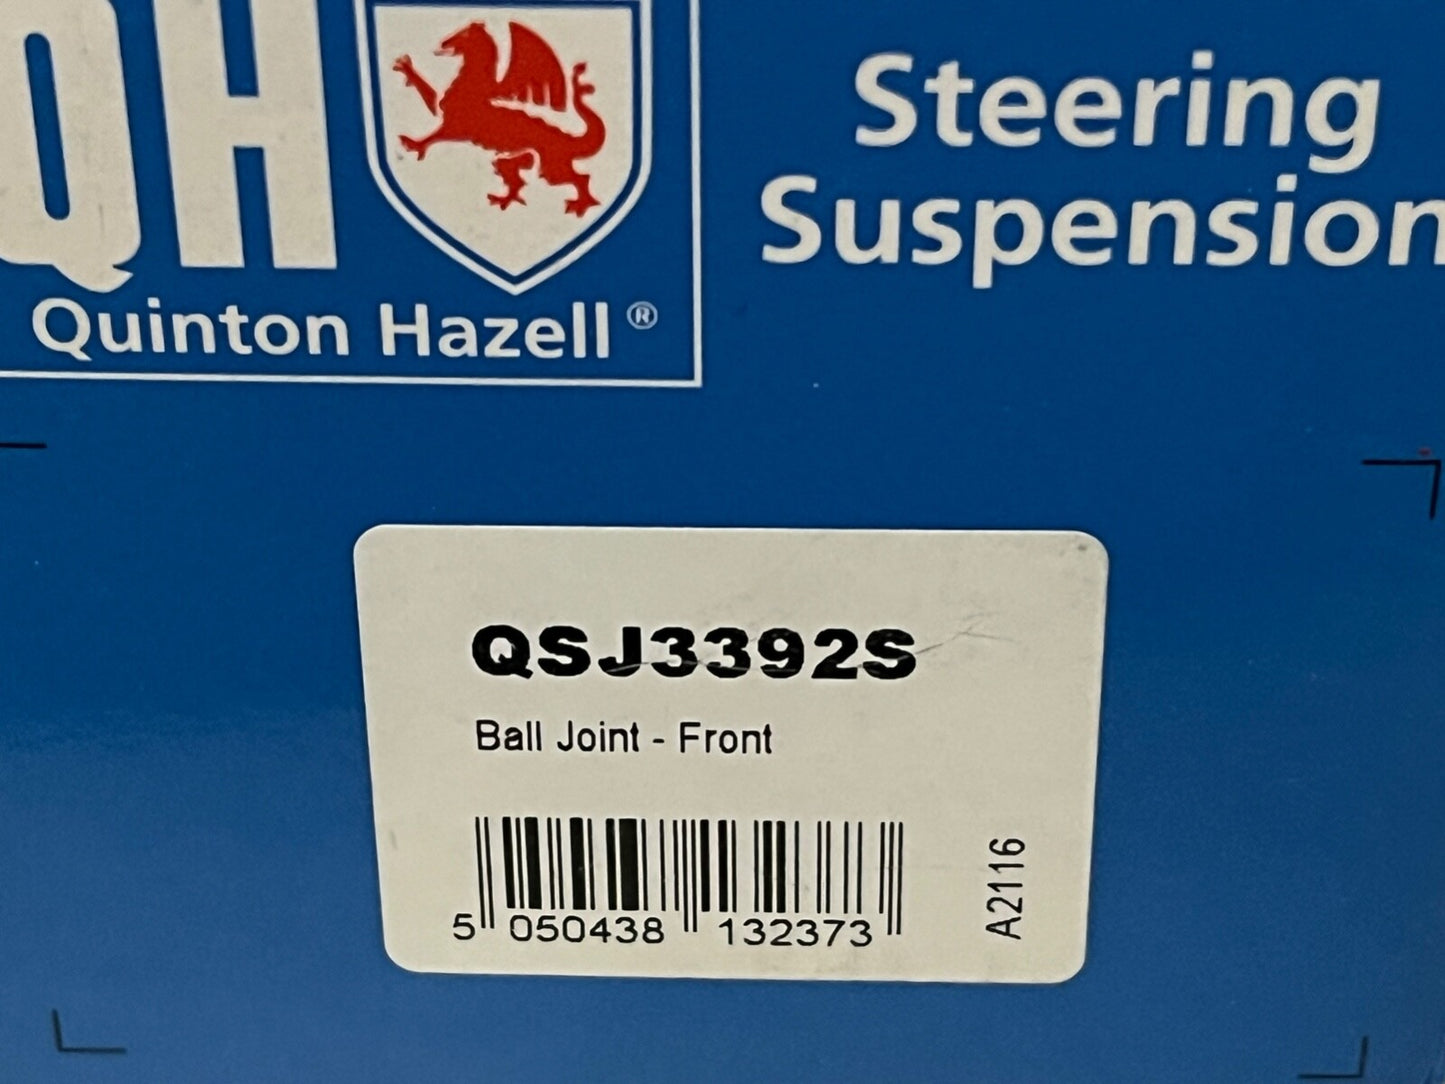 QH
Quinton Hazell®
Steering
Suspension
QSJ3392S
Ball Joint - Front
5 050438 132373
A2116